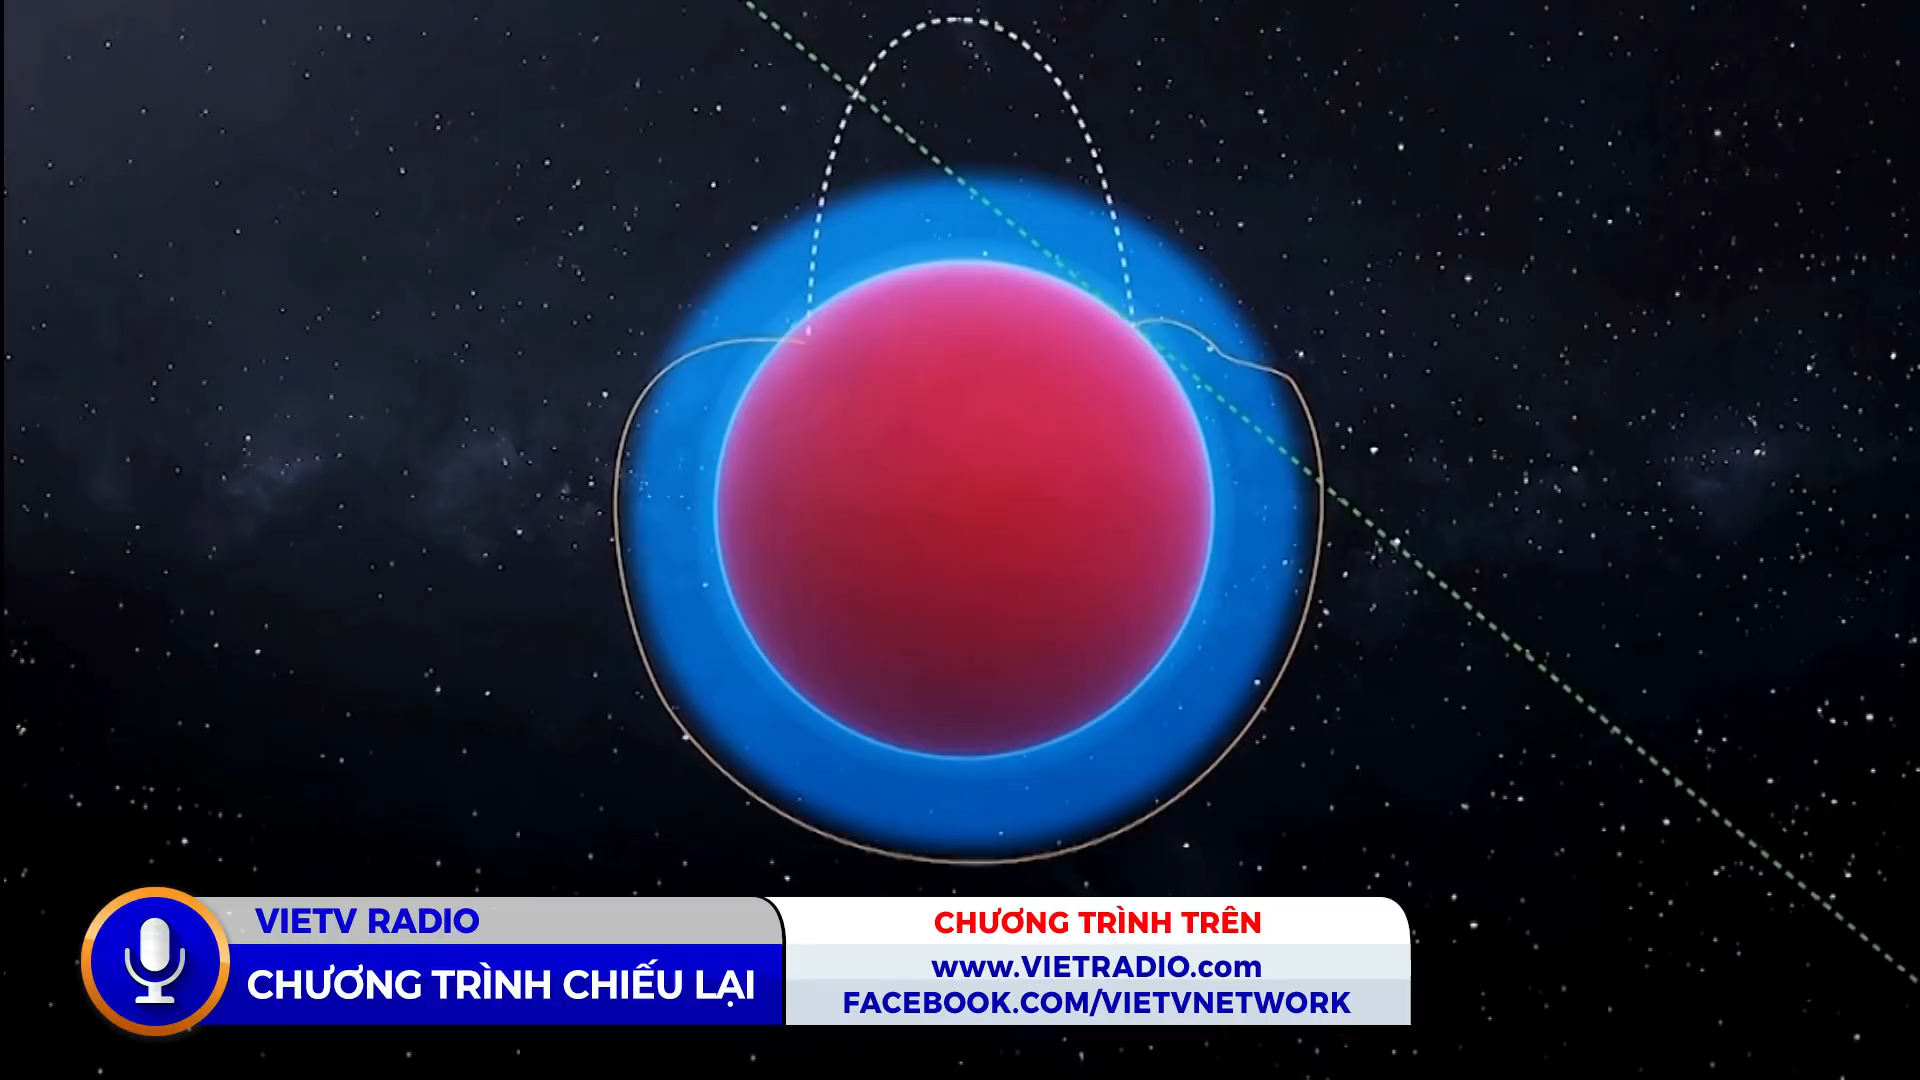 VIETV RADIO
CHƯƠNG TRÌNH CHIẾU LẠI
CHƯƠNG TRÌNH TRÊN
www.VIETRADIO.com
FACEBOOK.COM/VIETVNETWORK